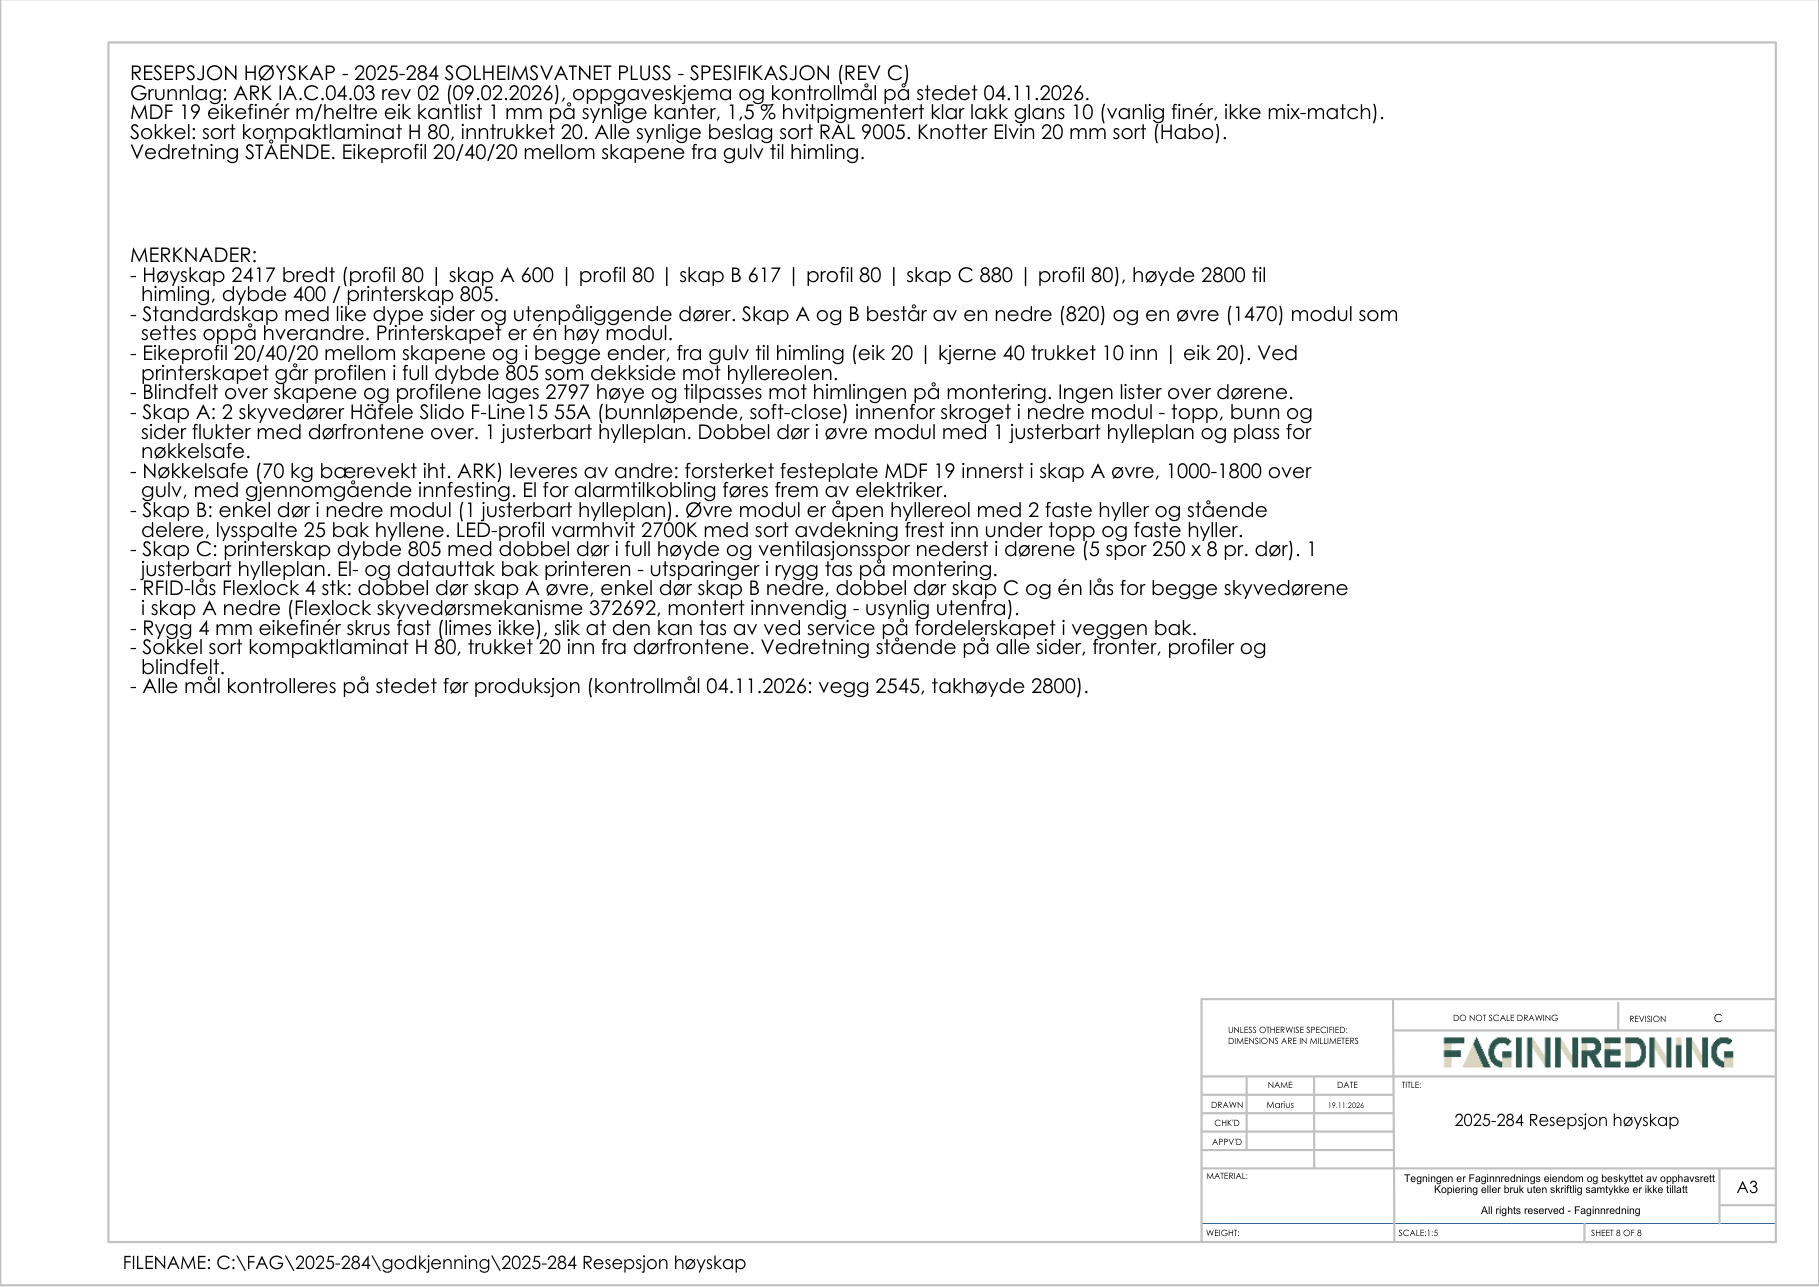 RESEPSJON HØYSKAP - 2025-284 SOLHEIMSVATNET PLUSS - SPESIFIKASJON (REV C)
Grunnlag: ARK IA.C.04.03 rev 02 (09.02.2026), oppgaveskjema og kontrollmål på stedet 04.11.2026.
MDF 19 eikefinér m/heltre eik kantlist 1 mm på synlige kanter, 1,5 % hvitpigmentert klar lakk glans 10 (vanlig finér, ikke mix-match).
Sokkel: sort kompaktlaminat H 80, inntrukket 20. Alle synlige beslag sort RAL 9005. Knotter Elvin 20 mm sort (Habo).
Vedretning STÅENDE. Eikeprofil 20/40/20 mellom skapene fra gulv til himling.
MERKNADER:
- Høyskap 2417 bredt (profil 80 | skap A 600 | profil 80 | skap B 617 | profil 80 | skap C 880 | profil 80), høyde 2800 til
himling, dybde 400 / printerskap 805.
- Standardskap med like dype sider og utenpåliggende dører. Skap A og B består av en nedre (820) og en øvre (1470) modul som
settes oppå hverandre. Printerskapet er én høy modul.
- Eikeprofil 20/40/20 mellom skapene og i begge ender, fra gulv til himling (eik 20 | kjerne 40 trukket 10 inn | eik 20). Ved
printerskapet går profilen i full dybde 805 som dekkside mot hyllereolen.
- Blindfelt over skapene og profilene lages 2797 høye og tilpasses mot himlingen på montering. Ingen lister over dørene.
- Skap A: 2 skyvedører Häfele Slido F-Line15 55A (bunnløpende, soft-close) innenfor skroget i nedre modul - topp, bunn og
sider flukter med dørfrontene over. 1 justerbart hylleplan. Dobbel dør i øvre modul med 1 justerbart hylleplan og plass for
nøkkelsafe.
- Nøkkelsafe (70 kg bærevekt iht. ARK) leveres av andre: forsterket festeplate MDF 19 innerst i skap A øvre, 1000-1800 over
gulv, med gjennomgående innfesting. El for alarmtilkobling føres frem av elektriker.
- Skap B: enkel dør i nedre modul (1 justerbart hylleplan). Øvre modul er åpen hyllereol med 2 faste hyller og stående
delere, lysspalte 25 bak hyllene. LED-profil varmhvit 2700K med sort avdekning frest inn under topp og faste hyller.
- Skap C: printerskap dybde 805 med dobbel dør i full høyde og ventilasjonsspor nederst i dørene (5 spor 250 x 8 pr. dør). 1
justerbart hylleplan. El- og datauttak bak printeren - utsparinger i rygg tas på montering.
- RFID-lås Flexlock 4 stk: dobbel dør skap A øvre, enkel dør skap B nedre, dobbel dør skap C og én lås for begge skyvedørene
i skap A nedre (Flexlock skyvedørsmekanisme 372692, montert innvendig - usynlig utenfra).
- Rygg 4 mm eikefinér skrus fast (limes ikke), slik at den kan tas av ved service på fordelerskapet i veggen bak.
- Sokkel sort kompaktlaminat H 80, trukket 20 inn fra dørfrontene. Vedretning stående på alle sider, fronter, profiler og
blindfelt.
- Alle mål kontrolleres på stedet før produksjon (kontrollmål 04.11.2026: vegg 2545, takhøyde 2800).
UNLESS OTHERWISE SPECIFIED:
DIMENSIONS ARE IN MILLIMETERS
DO NOT SCALE DRAWING
REVISION C
FAGINNREDNING
NAME DATE
DRAWN Marius 19.11.2026
CHK'D
APPV'D
TITLE:
2025-284 Resepsjon høyskap
MATERIAL:
Tegningen er Faginnrednings eiendom og beskyttet av opphavsrett
Kopiering eller bruk uten skriftlig samtykke er ikke tillatt
All rights reserved - Faginnredning
A3
WEIGHT:
SCALE:1:5
SHEET 8 OF 8
FILENAME: C:\FAG\2025-284\godkjenning\2025-284 Resepsjon høyskap